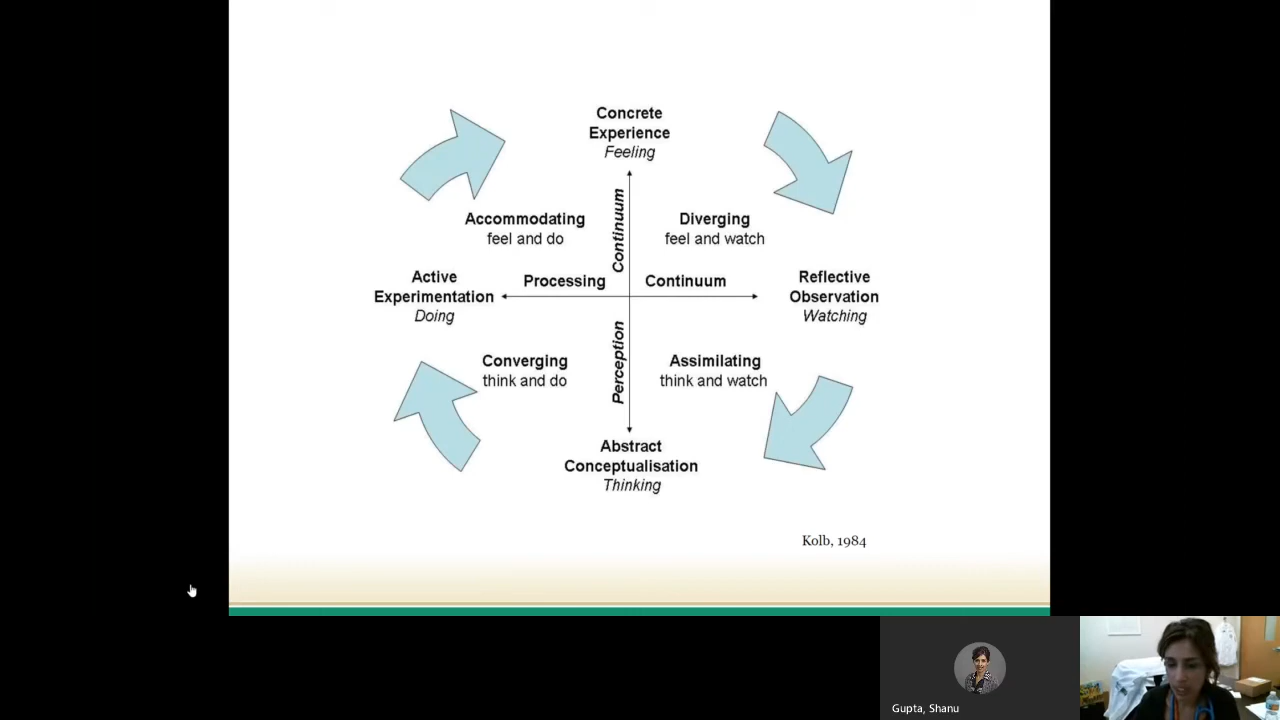 Concrete
Experience
Feeling
Accommodating
feel and do
Continuum
Diverging
feel and watch
Active
Experimentation
Doing
Processing
Continuum
Reflective
Observation
Watching
Converging
think and do
Perception
Assimilating
think and watch
Abstract
Conceptualisation
Thinking
Kolb, 1984
Gupta, Shanu